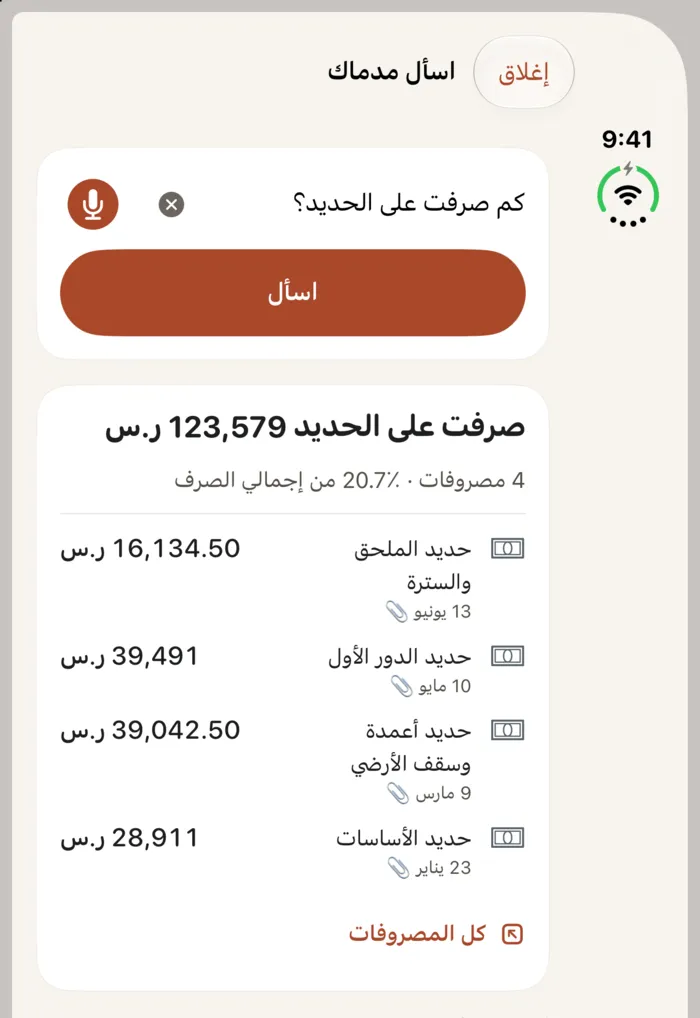 إغلاق
اسأل مدماك
9:41
كم صرفت على الحديد؟
اسأل
صرفت على الحديد 123,579 ر.س
4 مصروفات · 20.7٪ من إجمالي الصرف
حديد الملحق
والسترة
16,134.50 ر.س
13 يونيو
حديد الدور الأول
39,491 ر.س
10 مايو
حديد أعمدة
وسقف الأرضي
39,042.50 ر.س
9 مارس
حديد الأساسات
28,911 ر.س
23 يناير
كل المصروفات